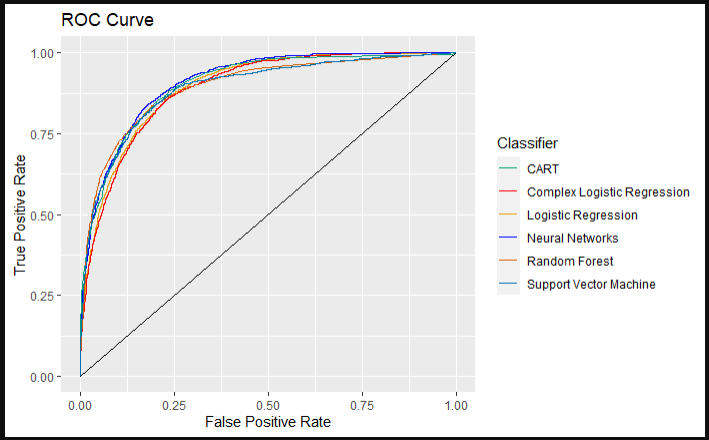 ROC Curve
True Positive Rate
1.00
0.75
0.50
0.25
0.00
0.00 0.25 0.50 0.75 1.00
False Positive Rate
Classifier
CART
Complex Logistic Regression
Logistic Regression
Neural Networks
Random Forest
Support Vector Machine